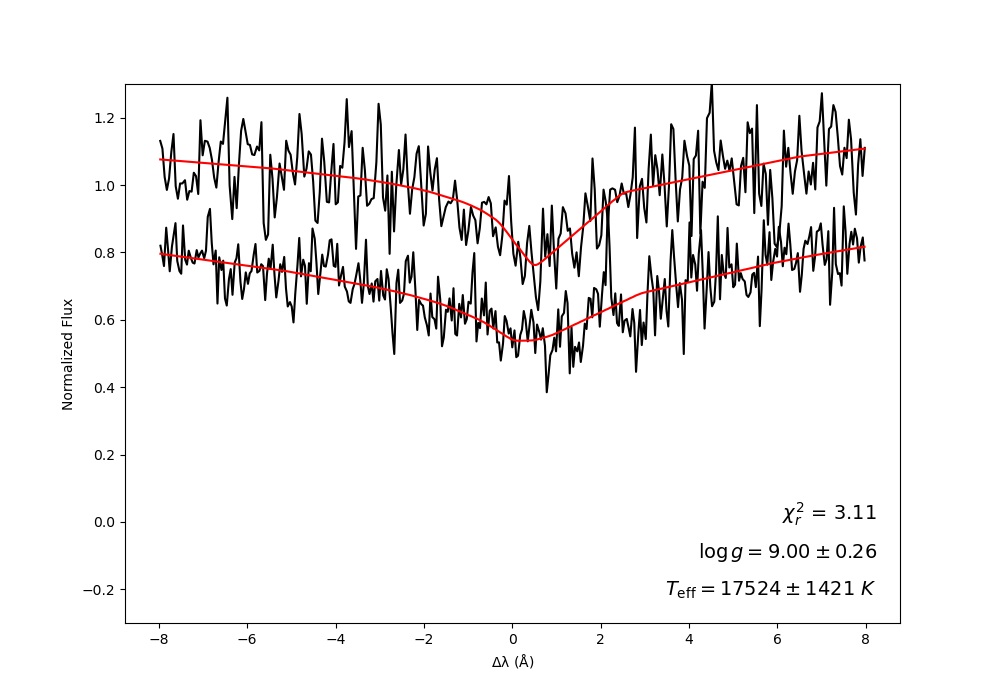 1.2
1.0
0.8
0.6
0.4
0.2
0.0
−0.2
Normalized Flux
χ²ᵣ = 3.11
log g = 9.00 ± 0.26
T_eff = 17524 ± 1421 K
−8 −6 −4 −2 0 2 4 6 8
Δλ (Å)